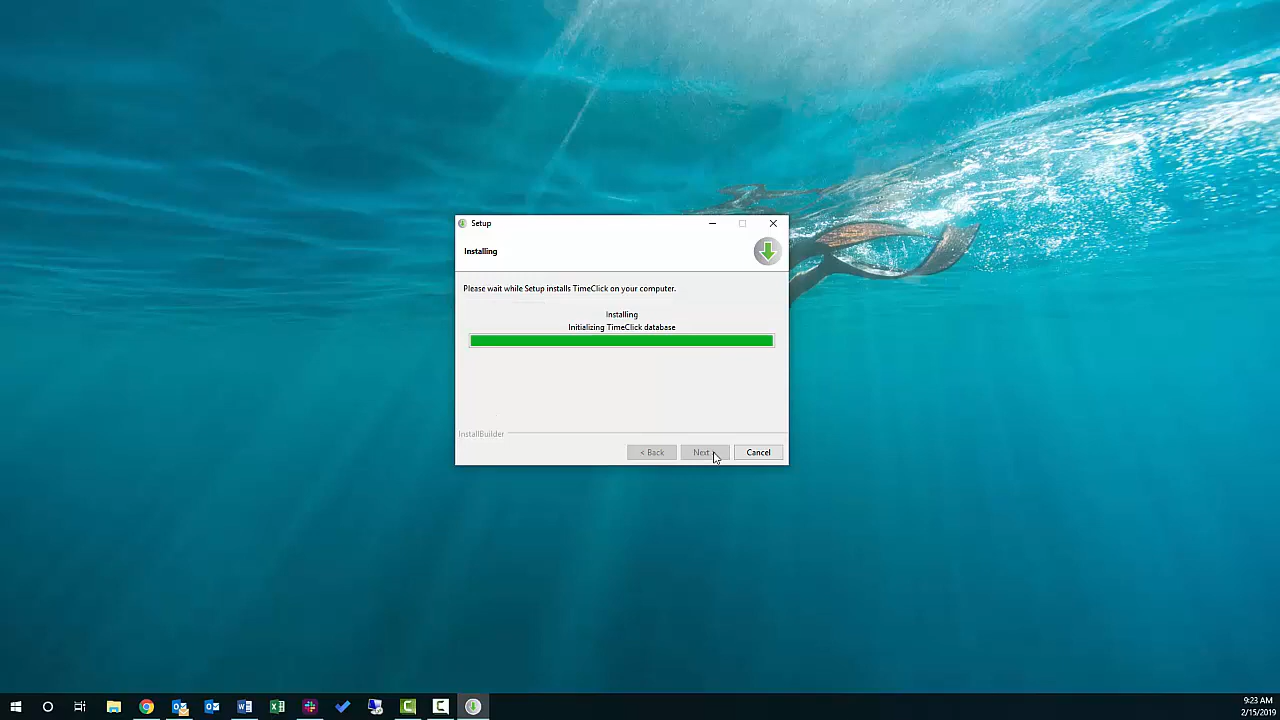 Setup
Installing
Please wait while Setup installs TimeClick on your computer.
Installing
Initializing TimeClick database
InstallBuilder
< Back
Next
Cancel
9:23 AM
2/15/2019